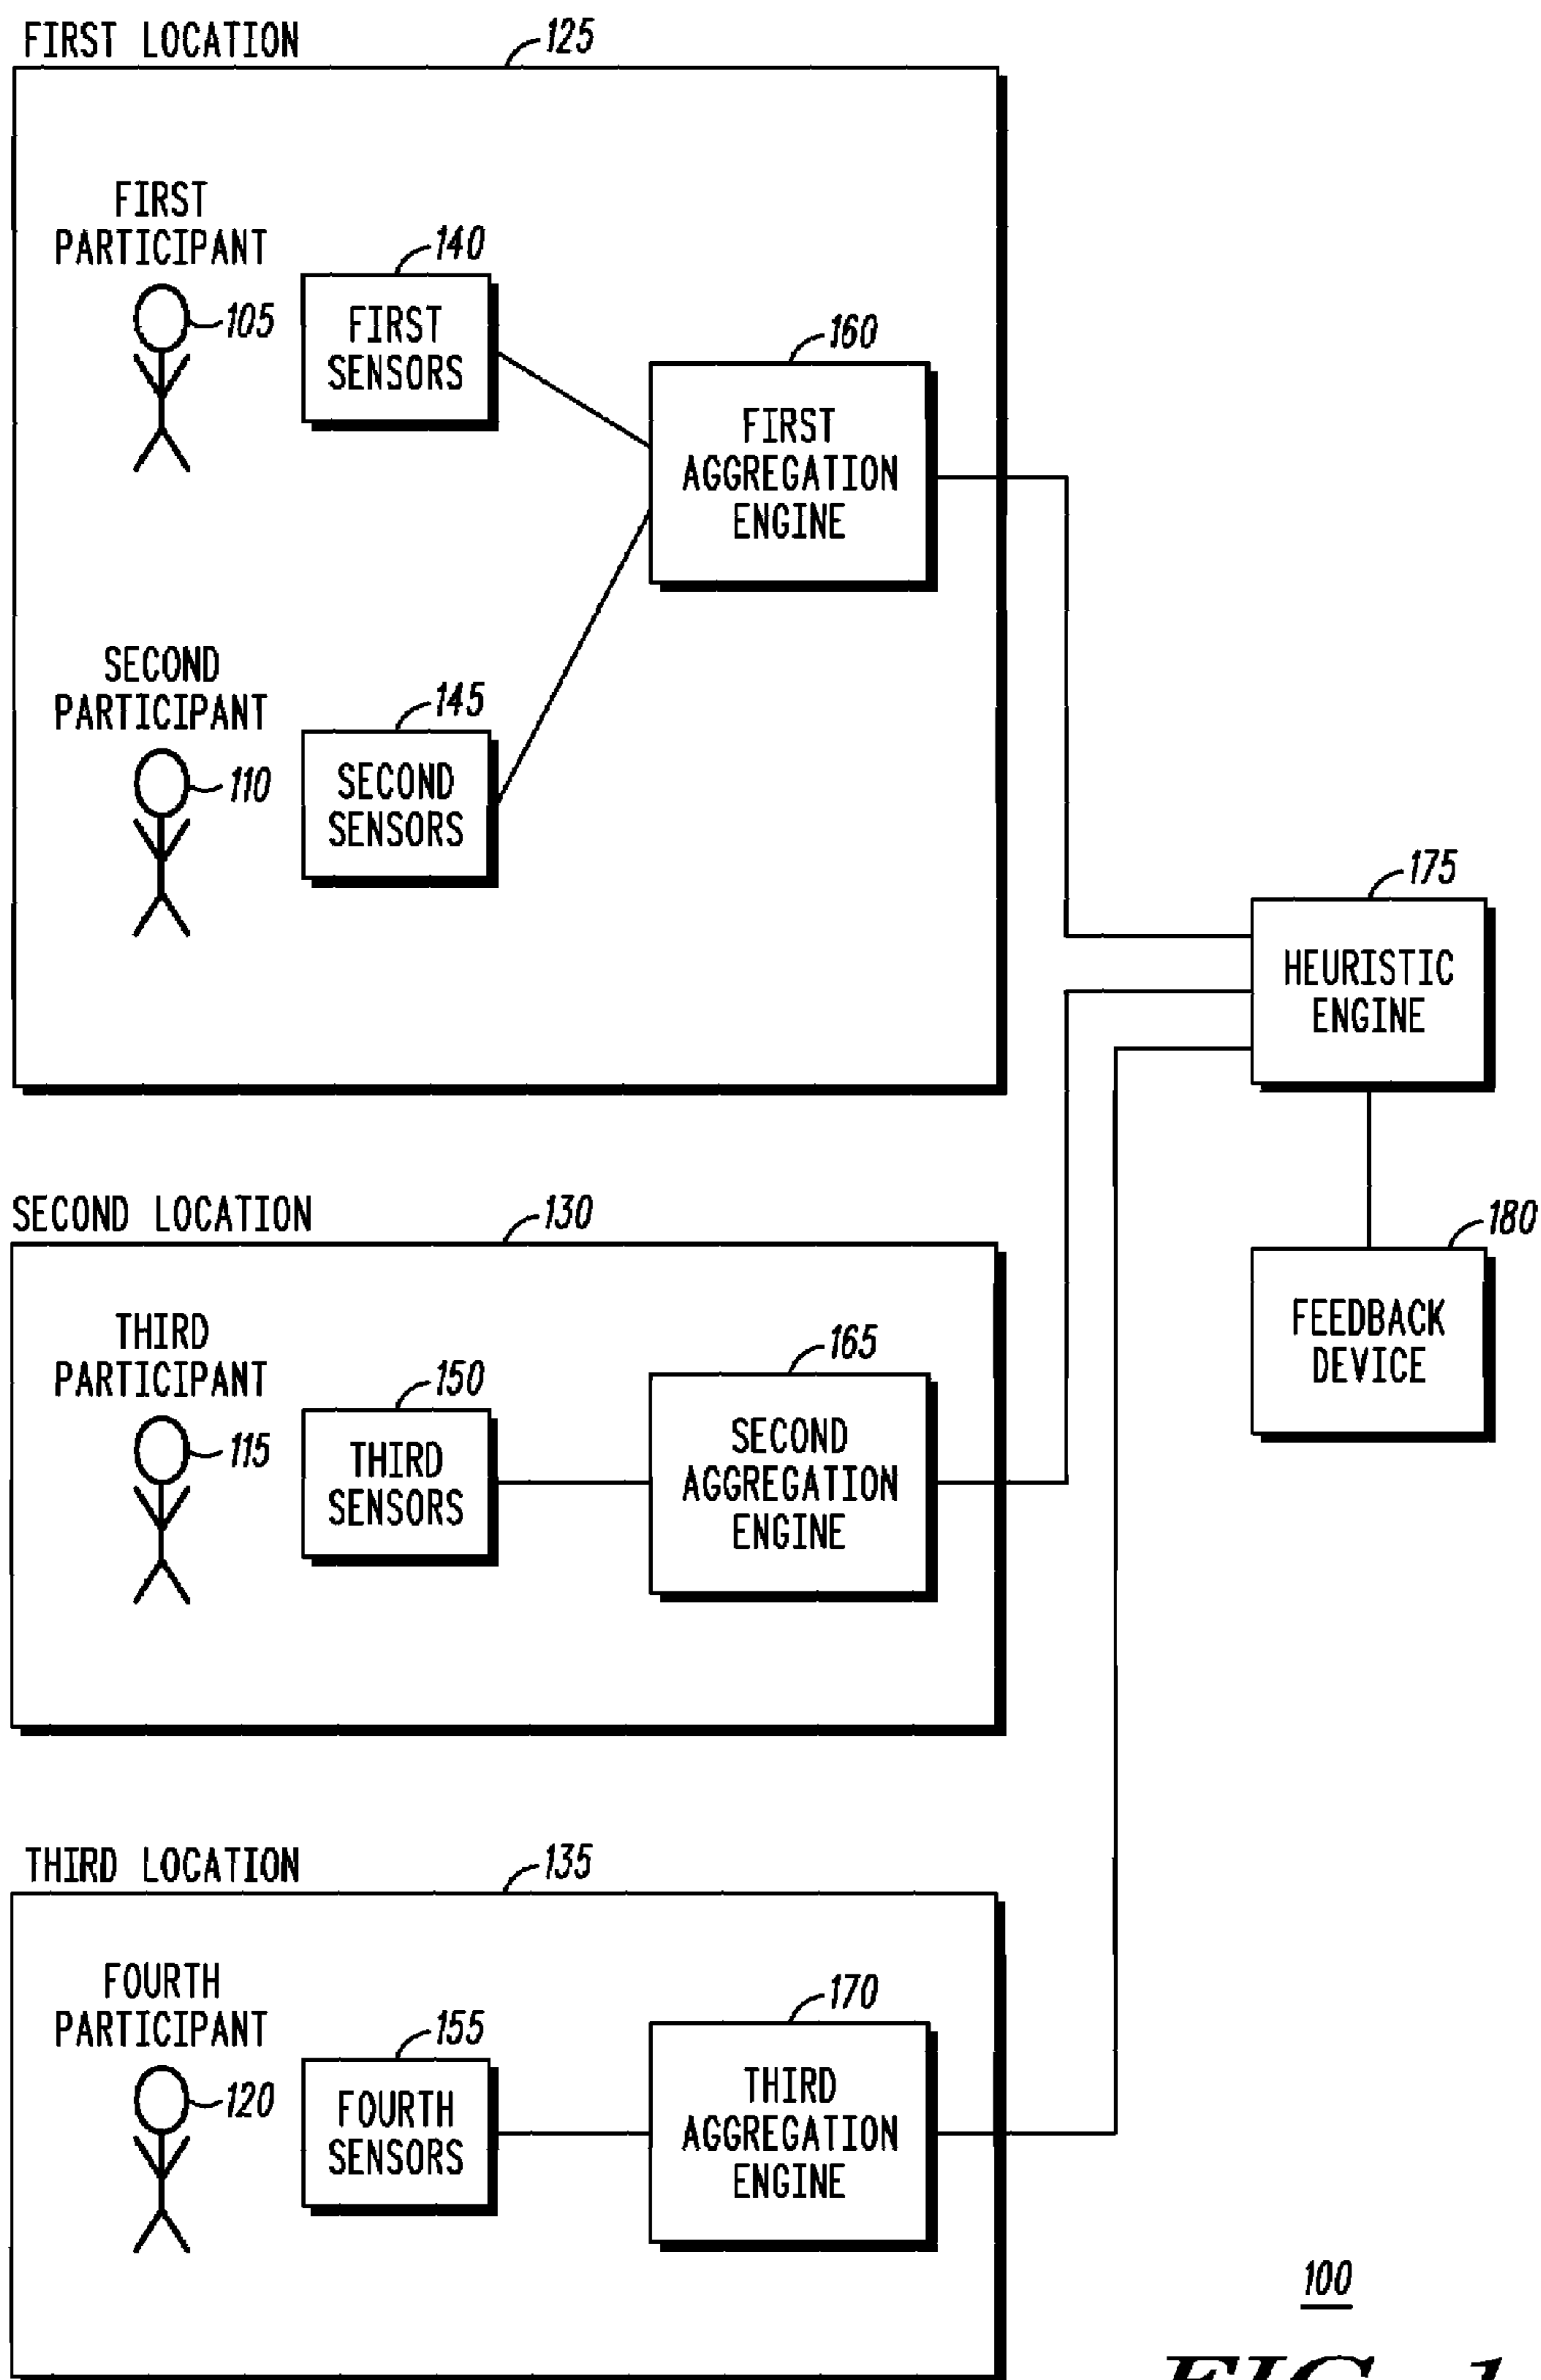 FIRST LOCATION
125
FIRST
PARTICIPANT
105
140
FIRST
SENSORS
160
FIRST
AGGREGATION
ENGINE
SECOND
PARTICIPANT
110
145
SECOND
SENSORS
175
HEURISTIC
ENGINE
180
FEEDBACK
DEVICE
SECOND LOCATION
130
THIRD
PARTICIPANT
115
150
THIRD
SENSORS
165
SECOND
AGGREGATION
ENGINE
THIRD LOCATION
135
FOURTH
PARTICIPANT
120
155
FOURTH
SENSORS
170
THIRD
AGGREGATION
ENGINE
100
FIG. 1